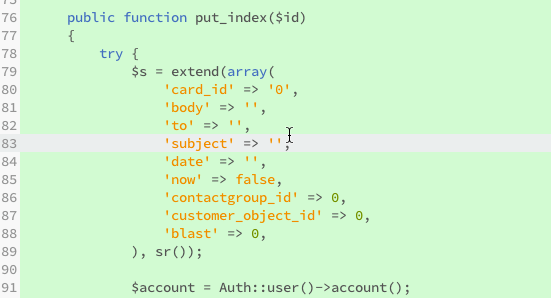 76 public function put_index($id)
77 {
78 try {
79 $s = extend(array(
80 'card_id' => '0',
81 'body' => '',
82 'to' => '',
83 'subject' => '',
84 'date' => '',
85 'now' => false,
86 'contactgroup_id' => 0,
87 'customer_object_id' => 0,
88 'blast' => 0,
89 ), sr());
90
91 $account = Auth::user()->account();